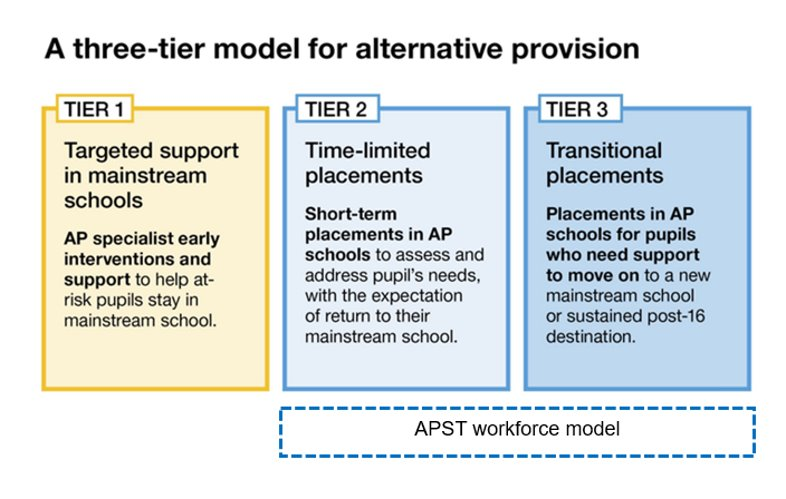 A three-tier model for alternative provision
TIER 1
Targeted support
in mainstream
schools
AP specialist early
interventions and
support to help at-
risk pupils stay in
mainstream school.
TIER 2
Time-limited
placements
Short-term
placements in AP
schools to assess and
address pupil's needs,
with the expectation
of return to their
mainstream school.
TIER 3
Transitional
placements
Placements in AP
schools for pupils
who need support
to move on to a new
mainstream school
or sustained post-16
destination.
APST workforce model